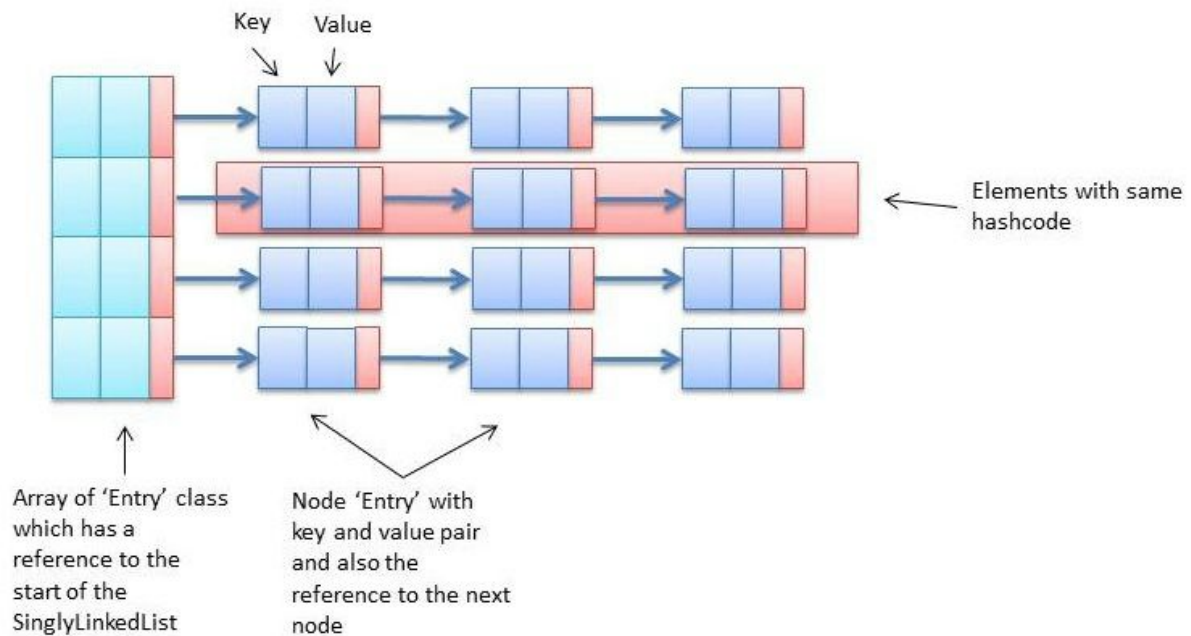 Key
Value
Elements with same
hashcode
Array of ‘Entry’ class
which has a
reference to the
start of the
SinglyLinkedList
Node ‘Entry’ with
key and value pair
and also the
reference to the next
node